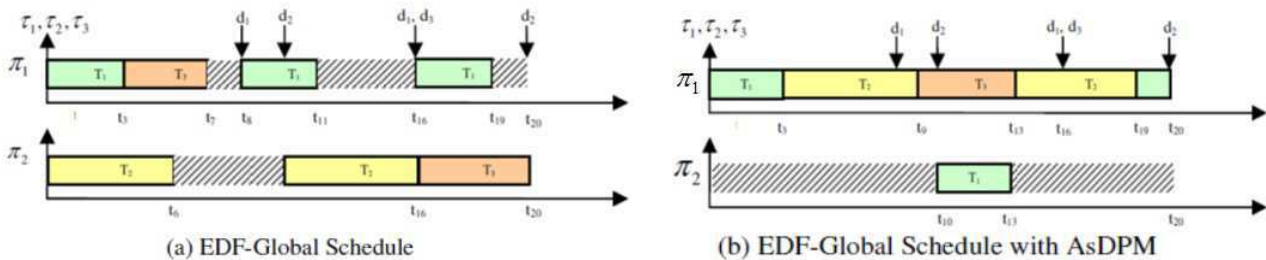 τ₁, τ₂, τ₃ d₁ d₂ d₁, d₃ d₂
π₁ T₁ T₃ T₁ T₁
t₃ t₇ t₈ t₁₁ t₁₆ t₁₉ t₂₀
π₂ T₂ T₂ T₃
t₆ t₁₆ t₂₀
(a) EDF-Global Schedule
τ₁, τ₂, τ₃ d₁ d₂ d₁, d₃ d₂
π₁ T₁ T₂ T₃ T₂
t₃ t₉ t₁₃ t₁₆ t₁₉ t₂₀
π₂ T₁
t₁₀ t₁₃ t₂₀
(b) EDF-Global Schedule with AsDPM